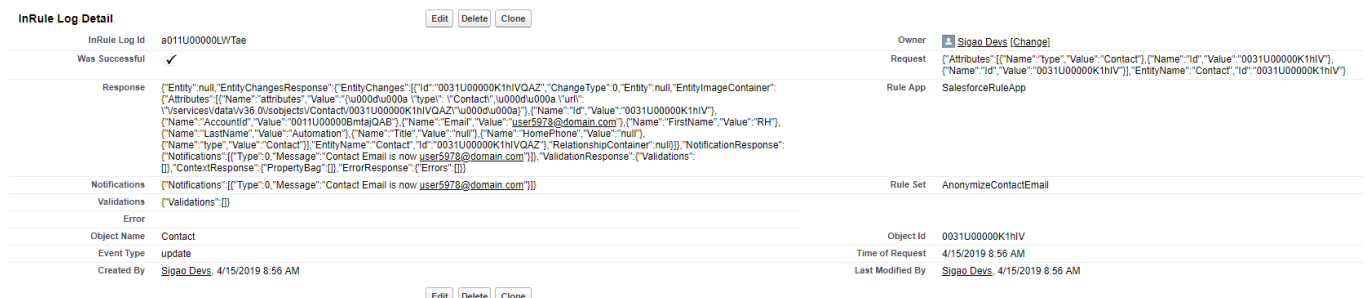 InRule Log Detail
Edit Delete Clone
InRule Log Id a011U00000LWTae
Owner Sigao Devs [Change]
Was Successful
Request {"Attributes":[{"Name":"type","Value":"Contact"},{"Name":"Id","Value":"0031U00000K1hIV"},
{"Name":"Id","Value":"0031U00000K1hIV"}],"EntityName":"Contact","Id":"0031U00000K1hIV"}
Response {"Entity":null,"EntityChangesResponse":{"EntityChanges":[{"Id":"0031U00000K1hIVQAZ","ChangeType":0,"Entity":null,"EntityImageContainer":
{"Attributes":[{"Name":"attributes","Value":"{\u000d\u000a \"type\": \"Contact\",\u000d\u000a \"url\":
\"\/services\/data\/v36.0\/sobjects\/Contact\/0031U00000K1hIVQAZ\"\u000d\u000a}"},{"Name":"Id","Value":"0031U00000K1hIV"},
{"Name":"AccountId","Value":"0011U00000BmtajQAB"},{"Name":"Email","Value":"user5978@domain.com"},{"Name":"FirstName","Value":"RH"},
{"Name":"LastName","Value":"Automation"},{"Name":"Title","Value":"null"},{"Name":"HomePhone","Value":"null"},
{"Name":"type","Value":"Contact"}],"EntityName":"Contact","Id":"0031U00000K1hIVQAZ"},"RelationshipContainer":null}]},"NotificationResponse":
{"Notifications":[{"Type":0,"Message":"Contact Email is now user5978@domain.com"}]},"ValidationResponse":{"Validations":
[]},"ContextResponse":{"PropertyBag":[]},"ErrorResponse":{"Errors":[]}}
Rule App SalesforceRuleApp
Notifications {"Notifications":[{"Type":0,"Message":"Contact Email is now user5978@domain.com"}]}
Rule Set AnonymizeContactEmail
Validations {"Validations":[]}
Error
Object Name Contact
Object Id 0031U00000K1hIV
Event Type update
Time of Request 4/15/2019 8:56 AM
Created By Sigao Devs, 4/15/2019 8:56 AM
Last Modified By Sigao Devs, 4/15/2019 8:56 AM
Edit Delete Clone